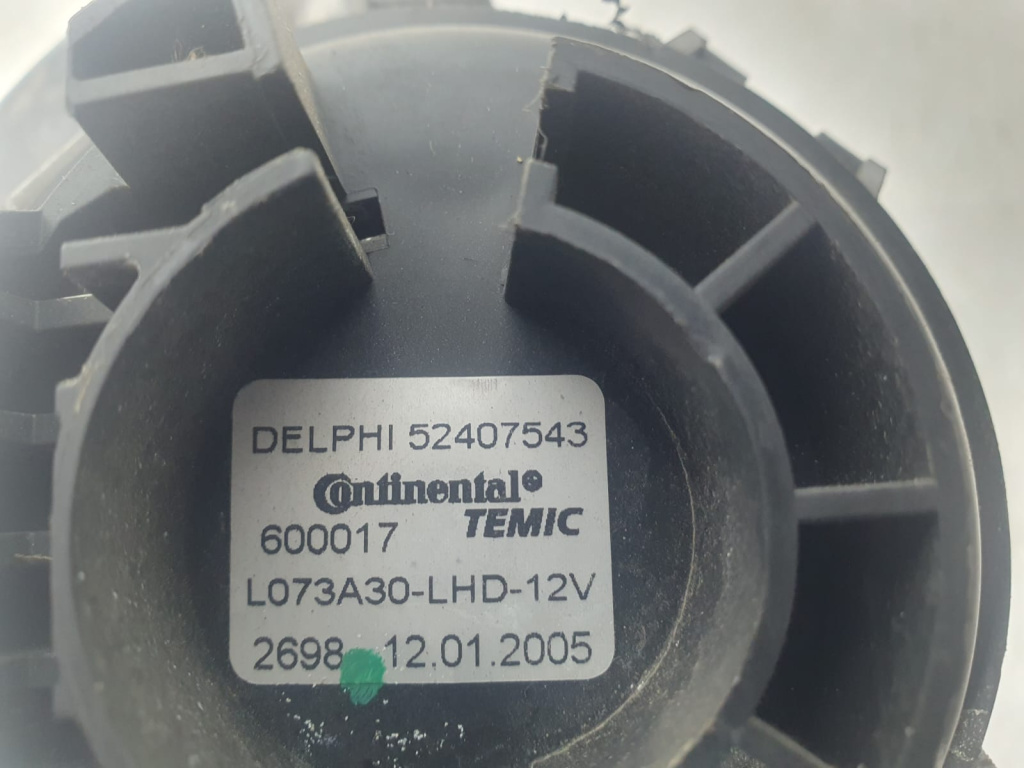 DELPHI 52407543
Continental®
TEMIC
600017
L073A30-LHD-12V
2698 12.01.2005